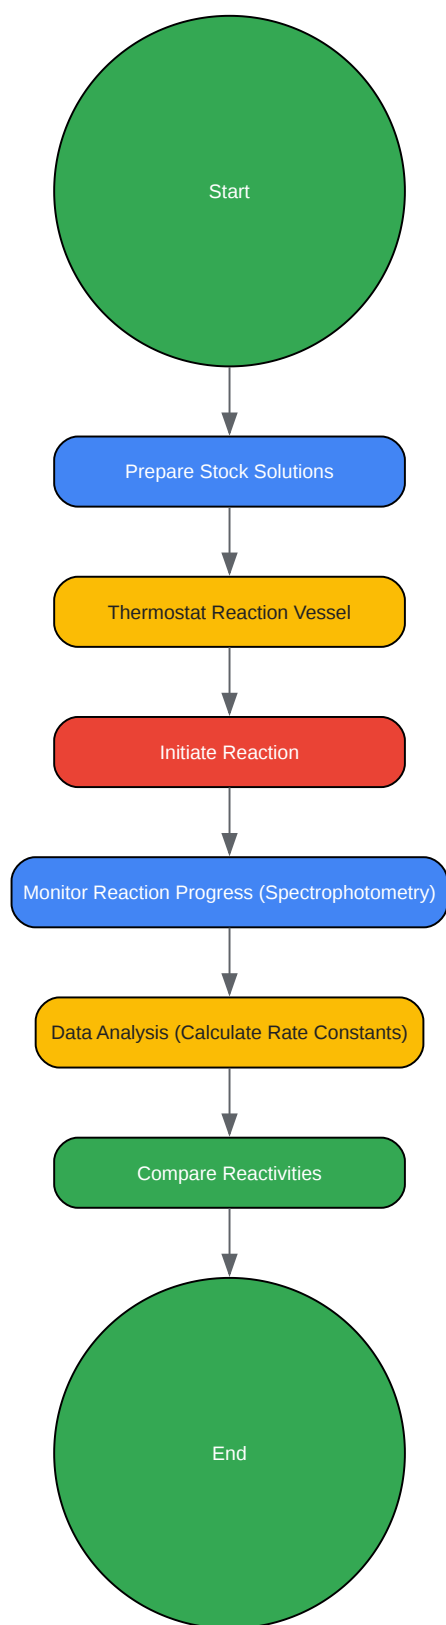 Start
Prepare Stock Solutions
Thermostat Reaction Vessel
Initiate Reaction
Monitor Reaction Progress (Spectrophotometry)
Data Analysis (Calculate Rate Constants)
Compare Reactivities
End